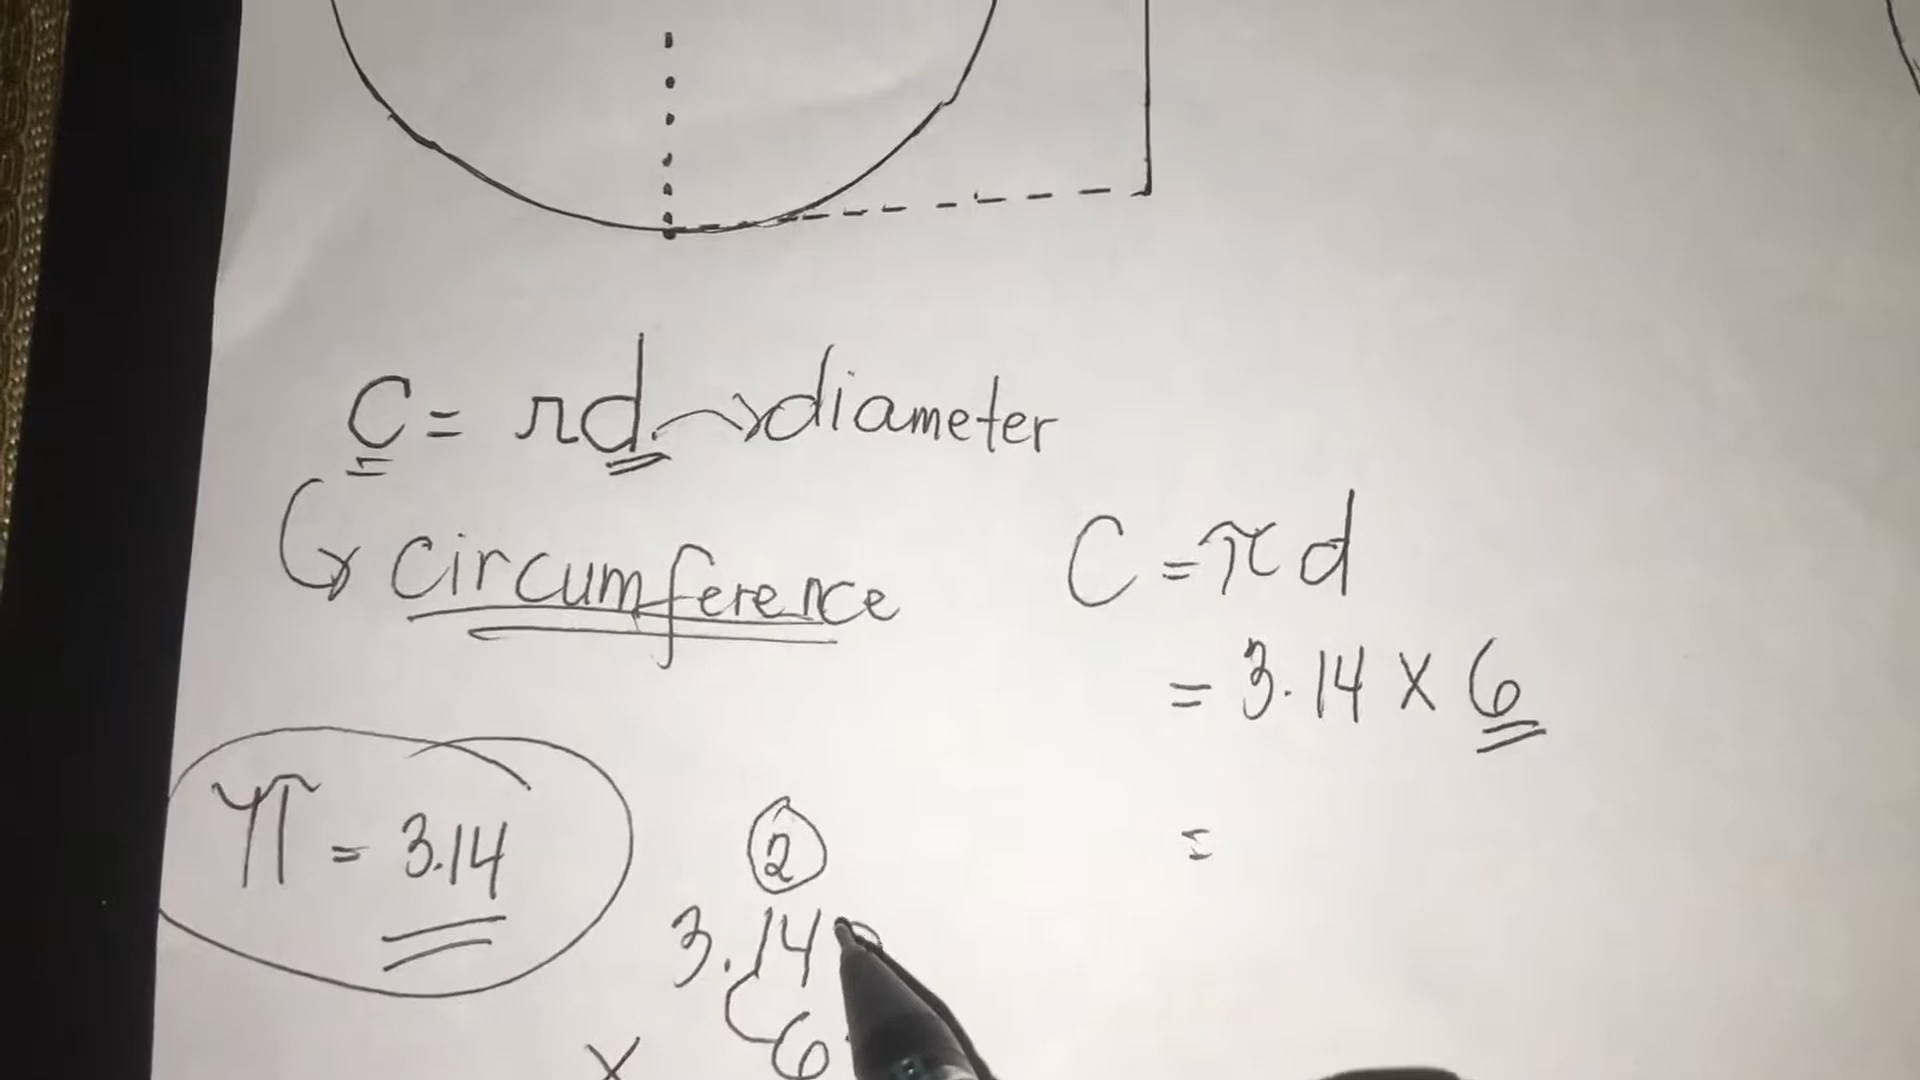 C = πd → diameter
↳ circumference
C = πd
= 3.14 × 6
=
π = 3.14
2
3.14
× 6